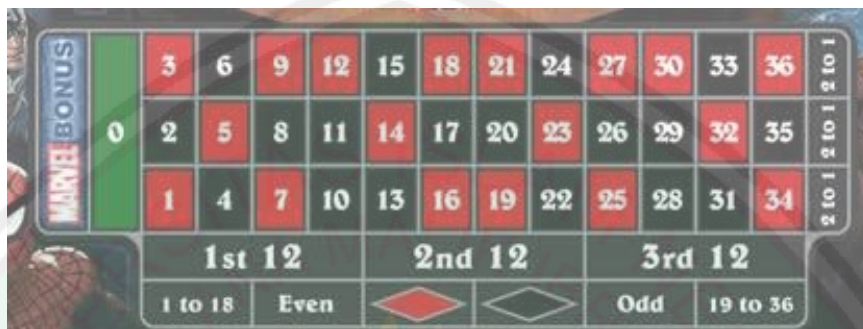 MARVEL BONUS
0
3 6 9 12 15 18 21 24 27 30 33 36 2 to 1
2 5 8 11 14 17 20 23 26 29 32 35 2 to 1
1 4 7 10 13 16 19 22 25 28 31 34 2 to 1
1st 12 2nd 12 3rd 12
1 to 18 Even Odd 19 to 36